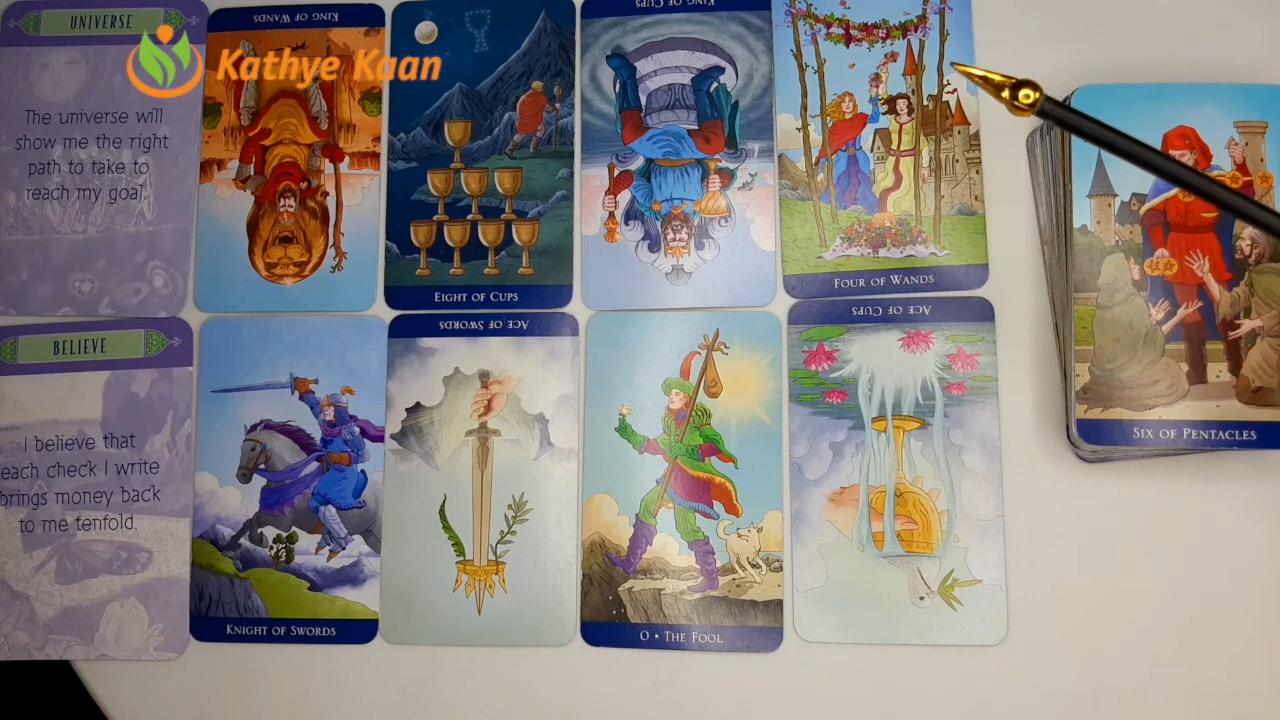 UNIVERSE
The universe will
show me the right
path to take to
reach my goal.
Kathye Kaan
KING OF WANDS
EIGHT OF CUPS
KING OF CUPS
FOUR OF WANDS
BELIEVE
I believe that
each check I write
brings money back
to me tenfold.
KNIGHT OF SWORDS
ACE OF SWORDS
0 • THE FOOL
ACE OF CUPS
SIX OF PENTACLES